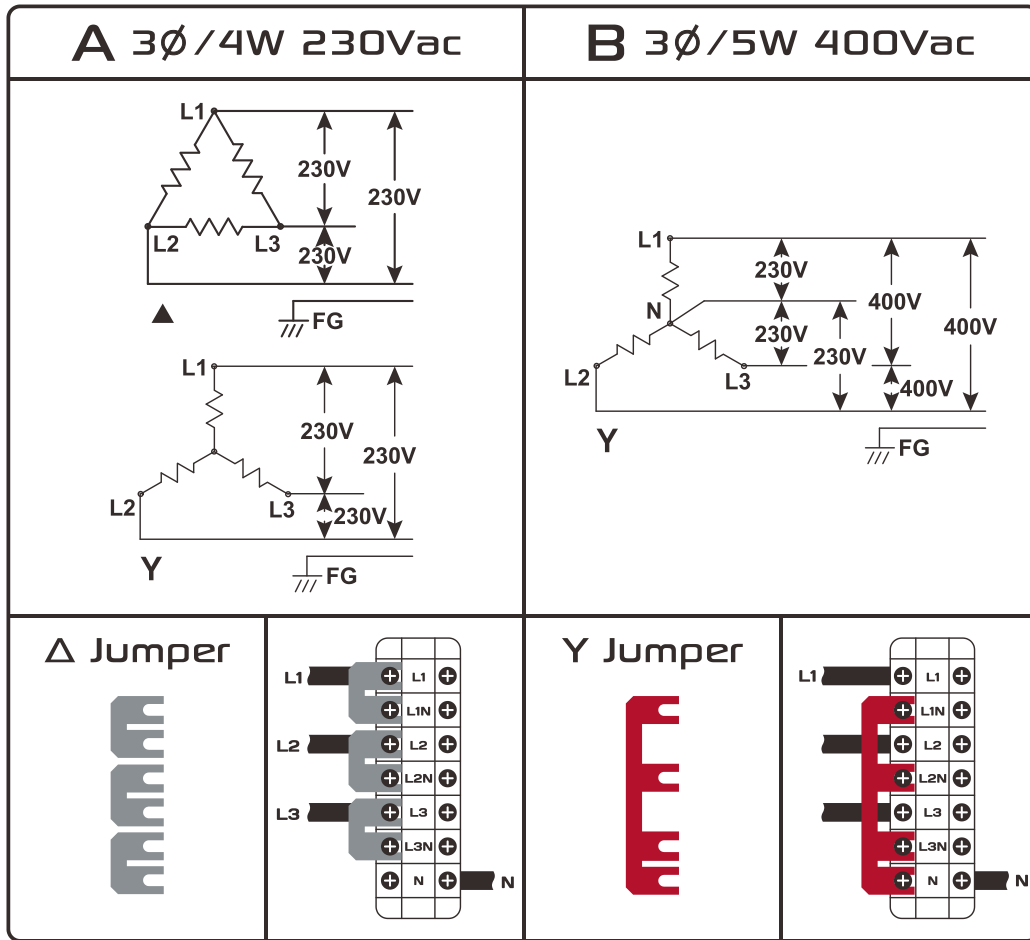 A 3Ø/4W 230Vac
B 3Ø/5W 400Vac
L1
230V
230V
L2
L3
230V
▲
FG
L1
230V
230V
L2
L3
230V
Y
FG
L1
230V
N
400V
400V
230V
230V
L2
L3
400V
Y
FG
Δ Jumper
L1
L1
L1N
L2
L2
L2N
L3
L3
L3N
N
N
Y Jumper
L1
L1
L1N
L2
L2N
L3
L3N
N
N